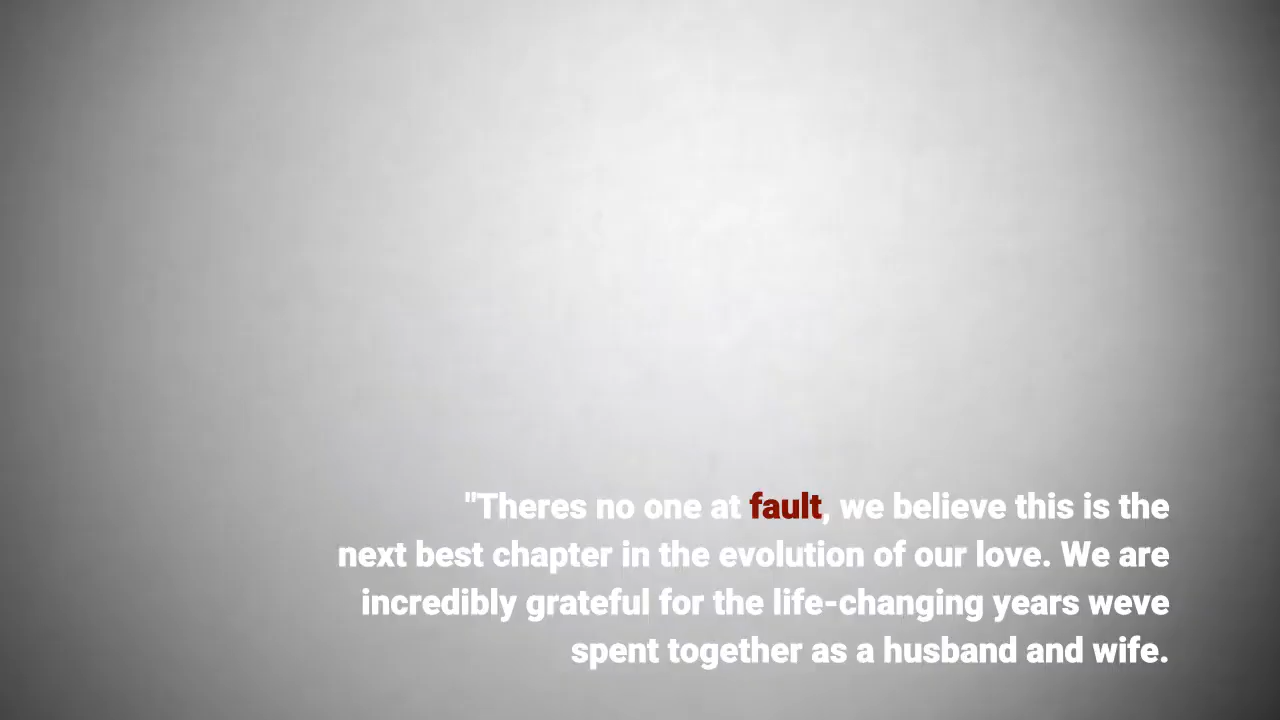 "Theres no one at fault, we believe this is the
next best chapter in the evolution of our love. We are
incredibly grateful for the life-changing years weve
spent together as a husband and wife.